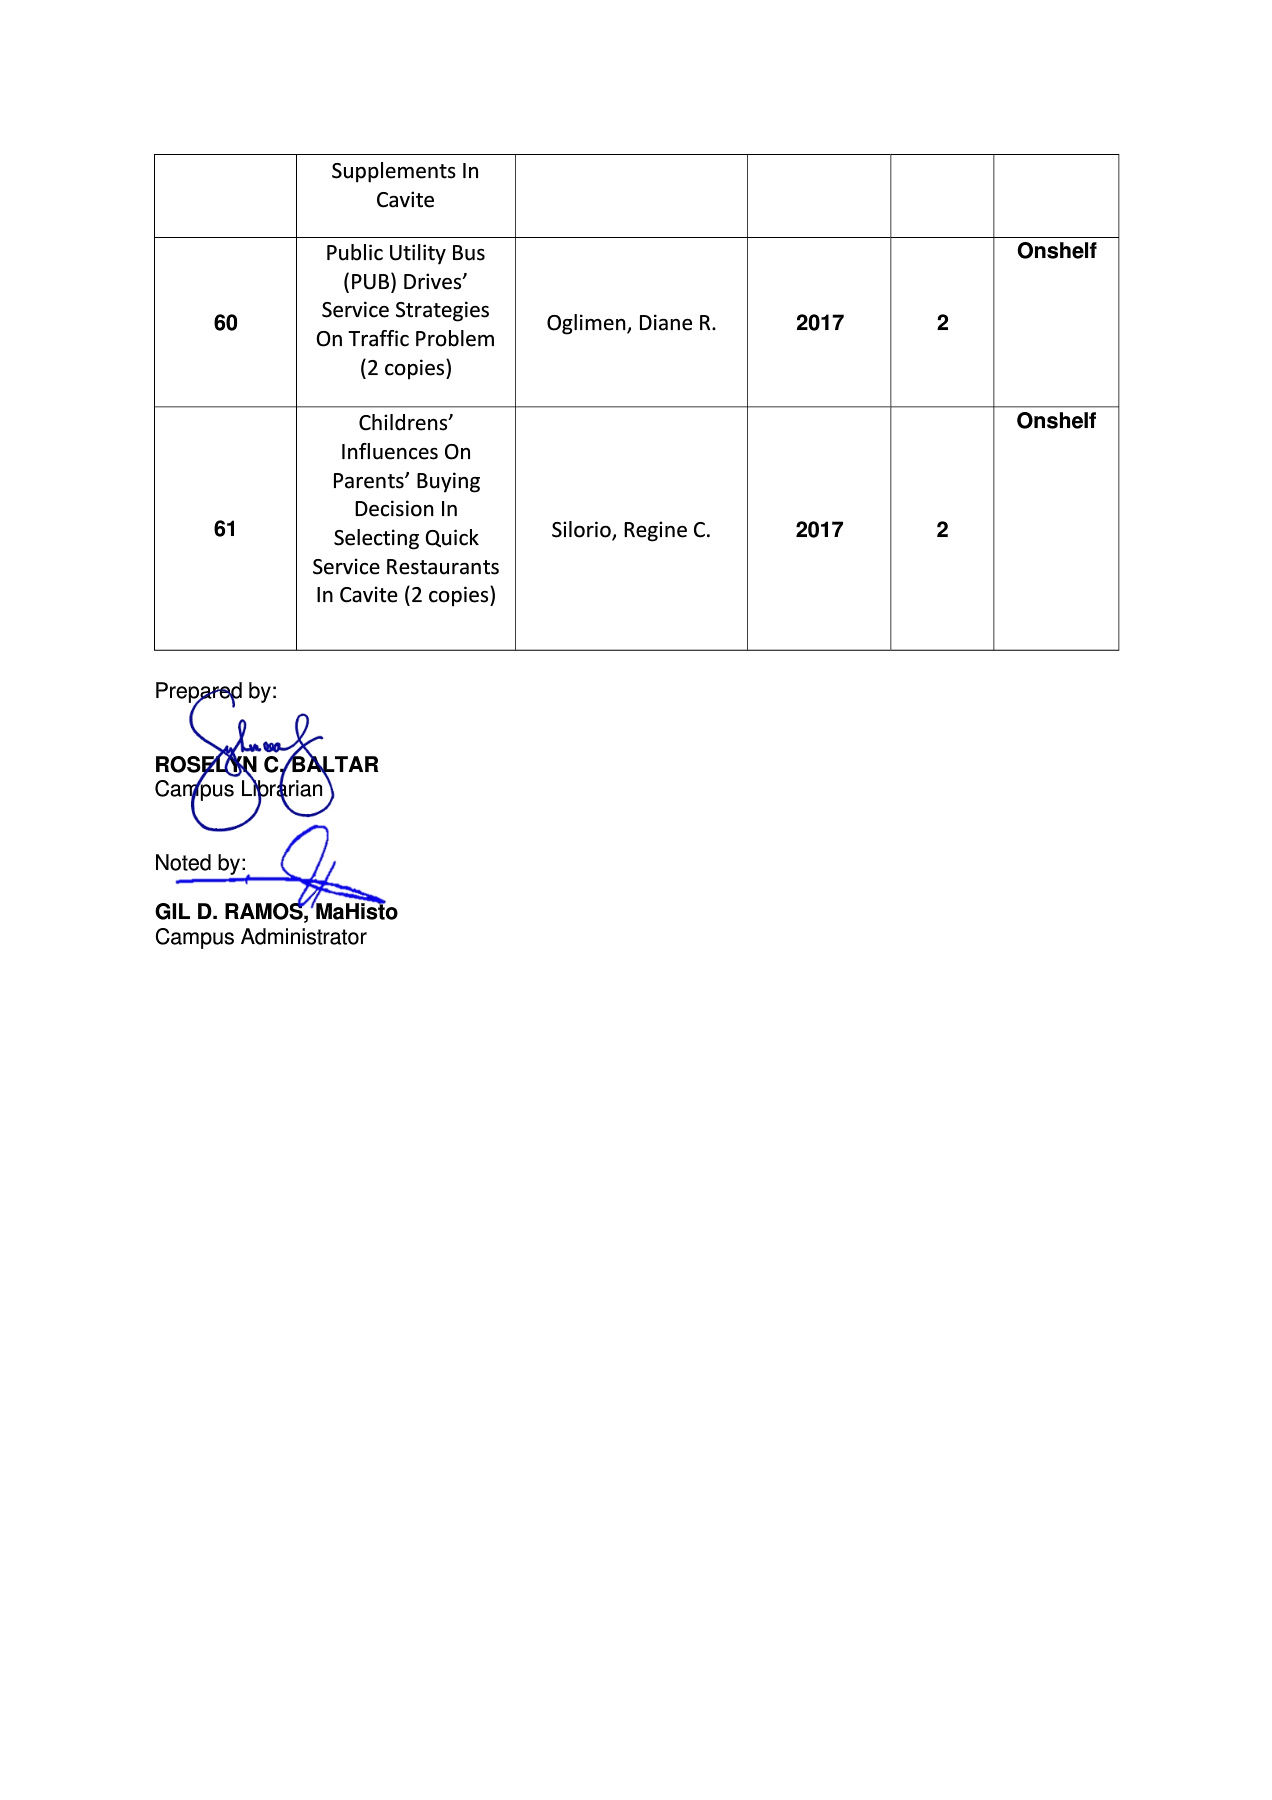 Supplements In
Cavite
60
Public Utility Bus
(PUB) Drives’
Service Strategies
On Traffic Problem
(2 copies)
Oglimen, Diane R.
2017
2
Onshelf
61
Childrens’
Influences On
Parents’ Buying
Decision In
Selecting Quick
Service Restaurants
In Cavite (2 copies)
Silorio, Regine C.
2017
2
Onshelf
Prepared by:
ROSELYN C. BALTAR
Campus Librarian
Noted by:
GIL D. RAMOS, MaHisto
Campus Administrator